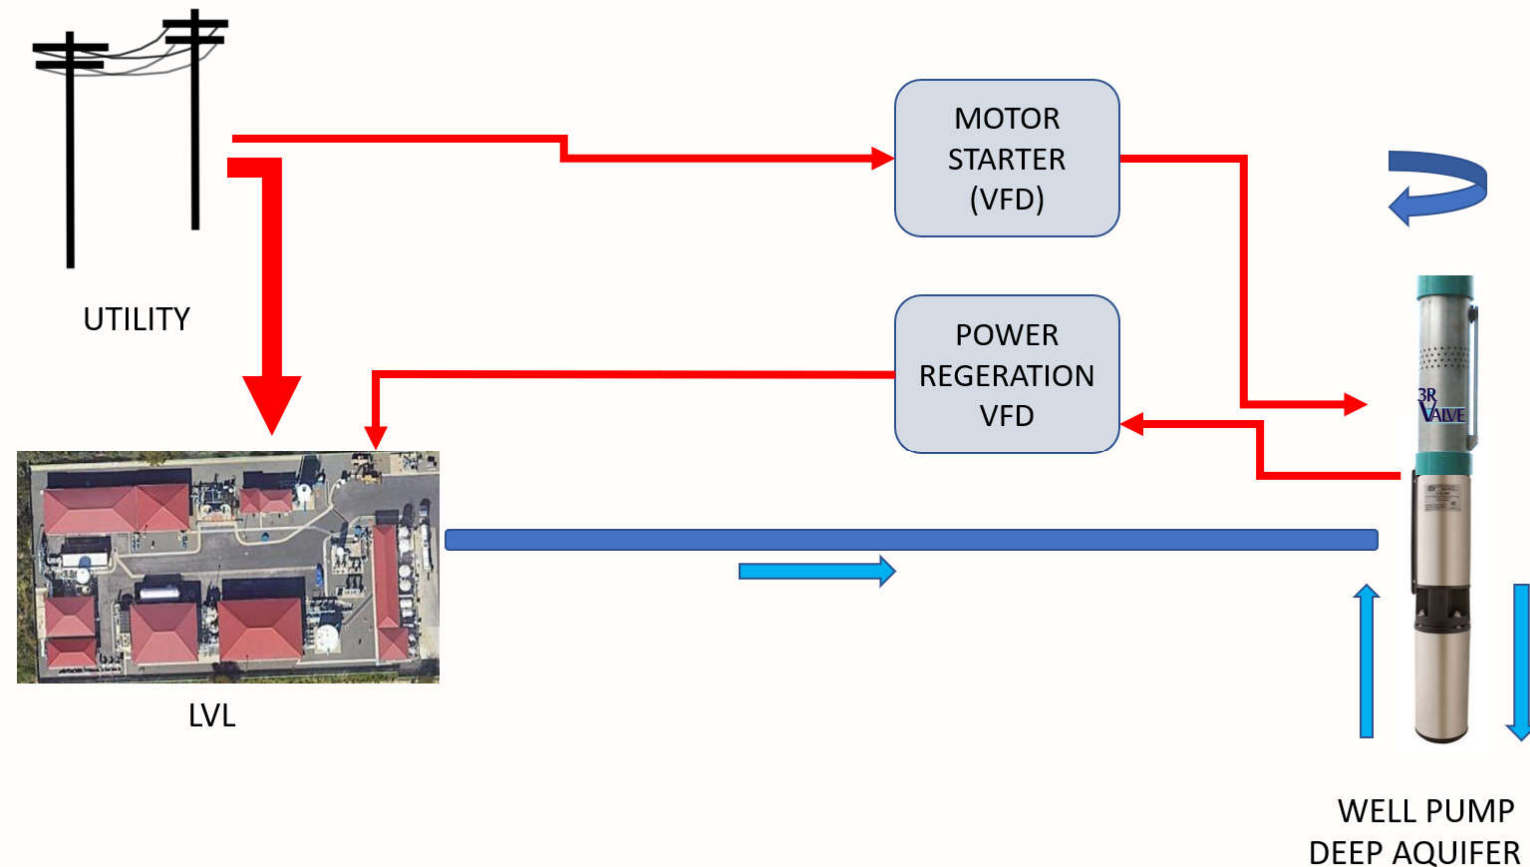 MOTOR
STARTER
(VFD)
UTILITY
POWER
REGERATION
VFD
3R
VALVE
LVL
WELL PUMP
DEEP AQUIFER